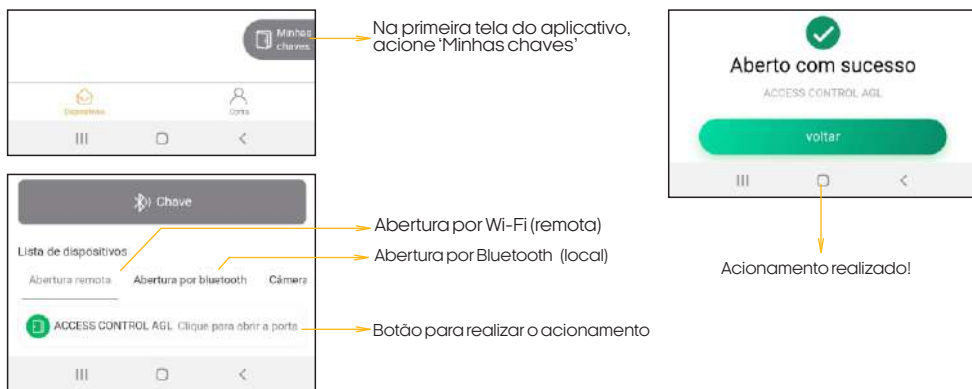 Minhas
chaves
Na primeira tela do aplicativo,
acione ‘Minhas chaves’
Dispositivos
Conta
Chave
Lista de dispositivos
Abertura remota
Abertura por bluetooth
Câmera
ACCESS CONTROL AGL Clique para abrir a porta
Abertura por Wi-Fi (remota)
Abertura por Bluetooth (local)
Botão para realizar o acionamento
Aberto com sucesso
ACCESS CONTROL AGL
voltar
Acionamento realizado!